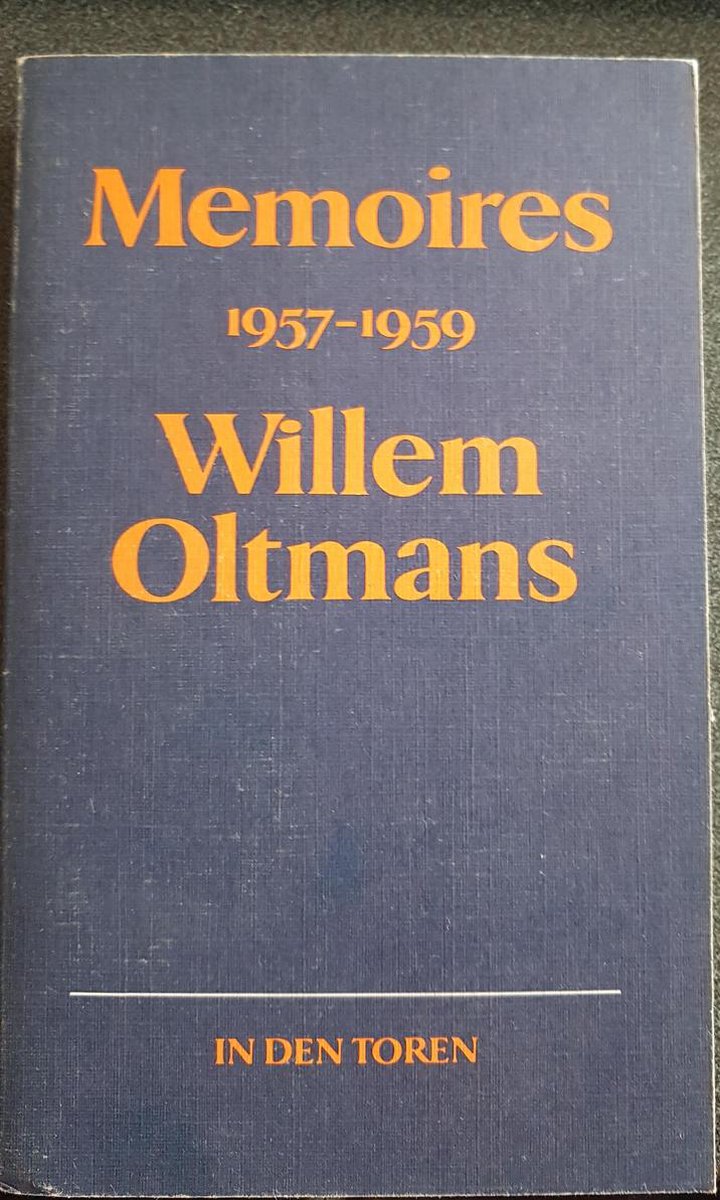 Memoires
1957-1959
Willem
Oltmans
IN DEN TOREN